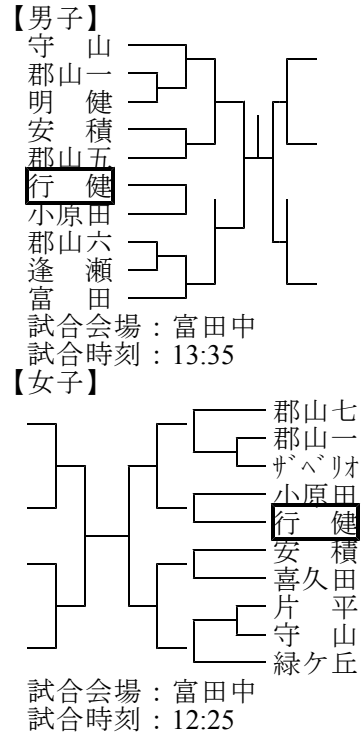 【男子】
守　山
郡山一
明　健
安　積
郡山五
行　健
小原田
郡山六
逢　瀬
富　田
試合会場：富田中
試合時刻：13:35
【女子】
郡山七
郡山一
ｻﾞﾍﾞﾘｵ
小原田
行　健
安　積
喜久田
片　平
守　山
緑ケ丘
試合会場：富田中
試合時刻：12:25